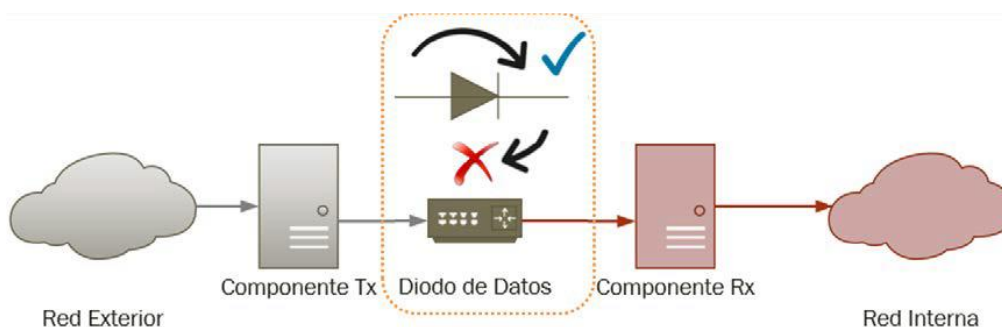 Componente Tx
Diodo de Datos
Componente Rx
Red Exterior
Red Interna